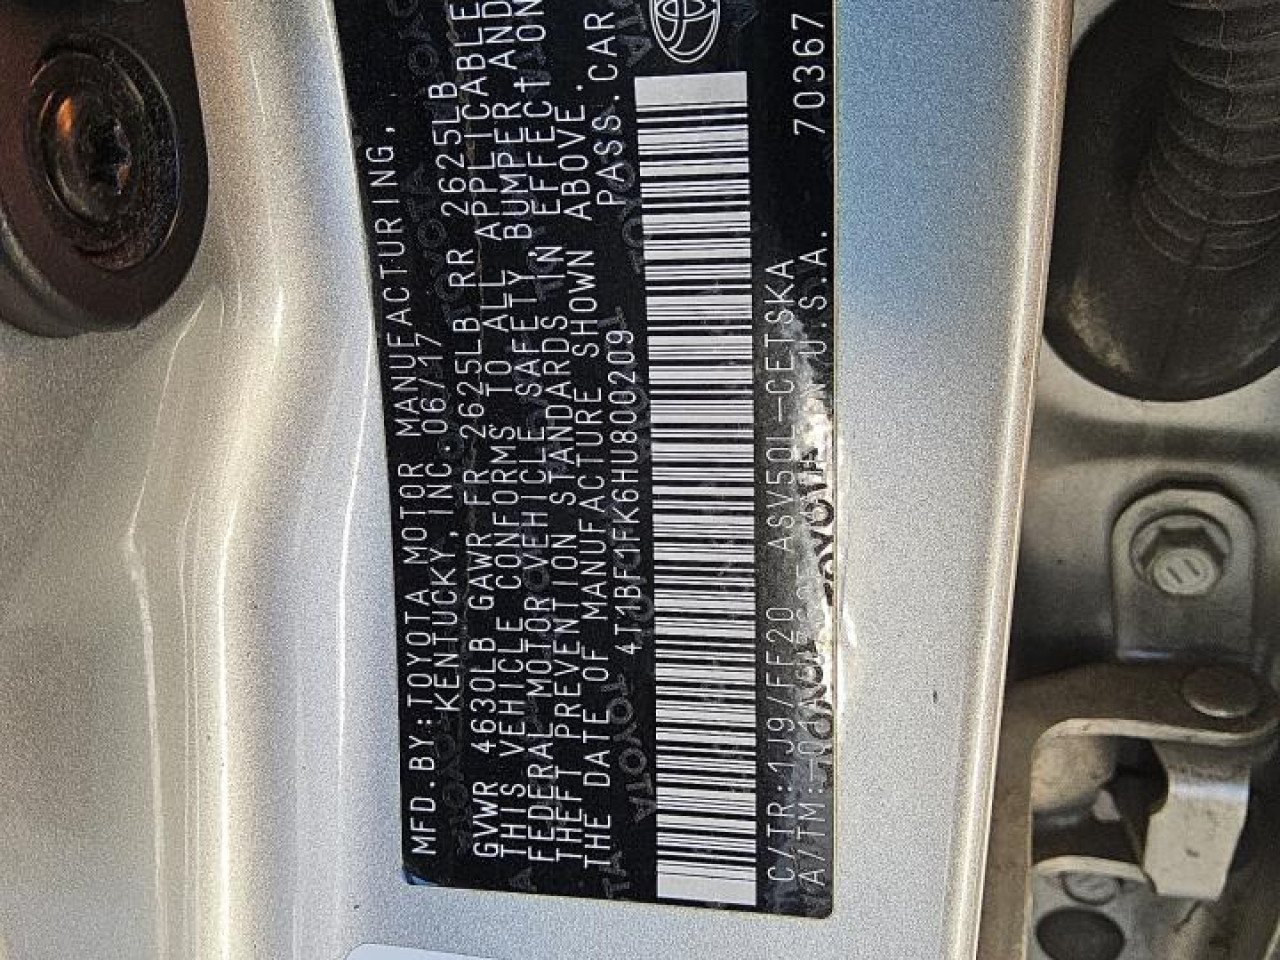 MFD.BY:TOYOTA MOTOR MANUFACTURING,
KENTUCKY, INC. 06/17
GVWR 4630LB GAWR FR 2625LB RR 2625LB
THIS VEHICLE CONFORMS TO ALL APPLICABLE
FEDERAL MOTOR VEHICLE SAFETY, BUMPER AND
THEFT PREVENTION STANDARDS IN EFFECT ON
THE DATE OF MANUFACTURE SHOWN ABOVE.
4T1BF1FK6HU800209 PASS.CAR
C/TR:1J9/FF20 ASV50L-CETSKA
A/TM: U.S.A. 70367